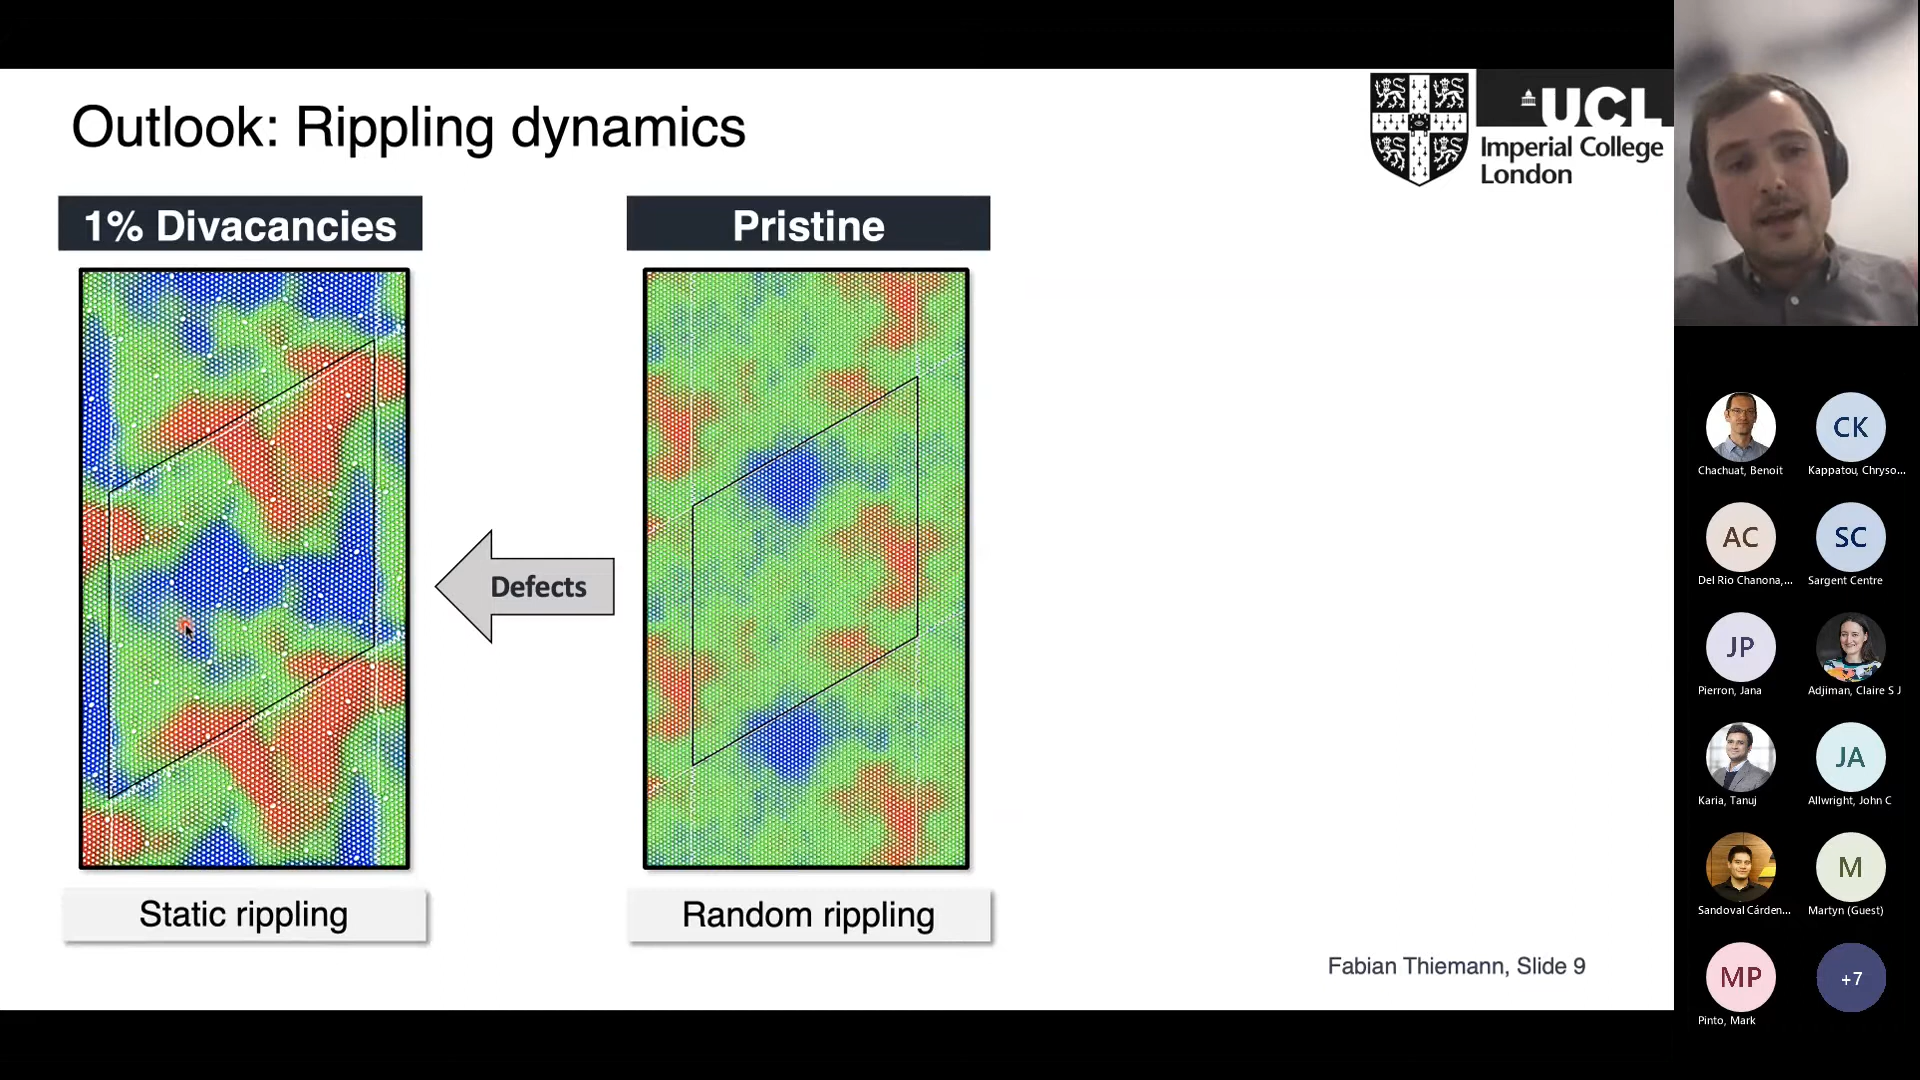 Outlook: Rippling dynamics
UCL
Imperial College
London
1% Divacancies
Pristine
Defects
Static rippling
Random rippling
Fabian Thiemann, Slide 9
CK
Chachuat, Benoit
Kappatou, Chryso...
AC
SC
Del Rio Chanona,...
Sargent Centre
JP
Pierron, Jana
Adjiman, Claire S J
JA
Karia, Tanuj
Allwright, John C
M
Sandoval Cárden...
Martyn (Guest)
MP
+7
Pinto, Mark